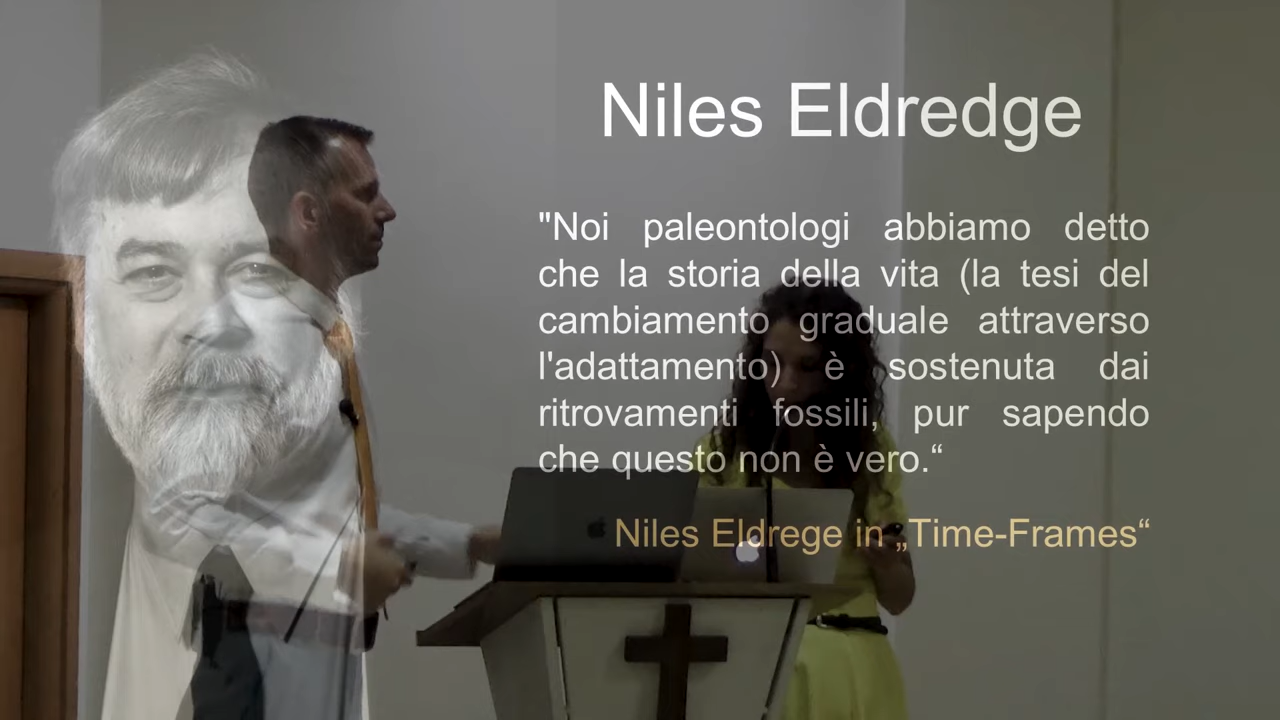 Niles Eldredge
"Noi paleontologi abbiamo detto
che la storia della vita (la tesi del
cambiamento graduale attraverso
l'adattamento) è sostenuta dai
ritrovamenti fossili, pur sapendo
che questo non è vero.“
Niles Eldrege in „Time-Frames“